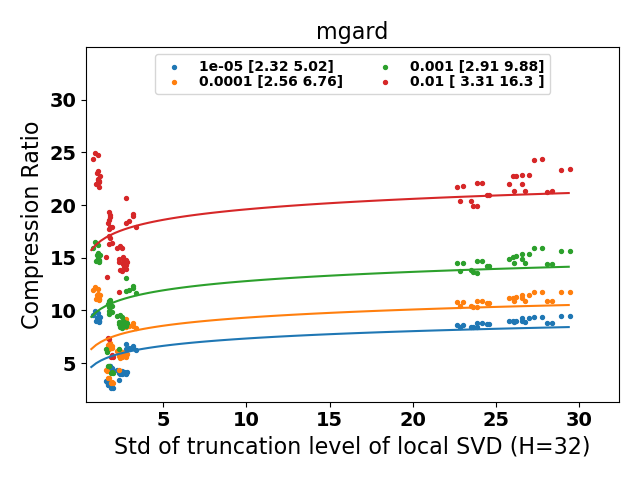 mgard
1e-05 [2.32 5.02]
0.0001 [2.56 6.76]
0.001 [2.91 9.88]
0.01 [ 3.31 16.3 ]
Compression Ratio
30
25
20
15
10
5
5 10 15 20 25 30
Std of truncation level of local SVD (H=32)